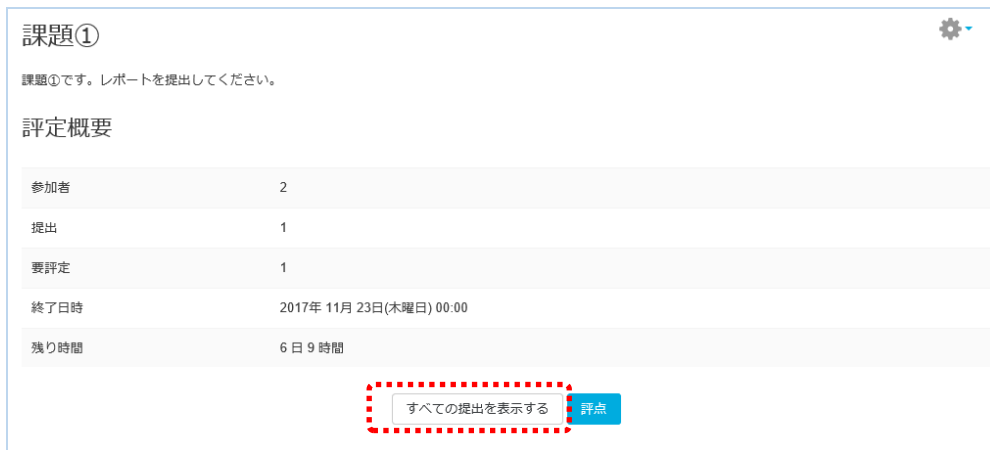 課題①
課題①です。レポートを提出してください。
評定概要
参加者 2
提出 1
要評定 1
終了日時 2017年 11月 23日(木曜日) 00:00
残り時間 6 日 9 時間
すべての提出を表示する 評点